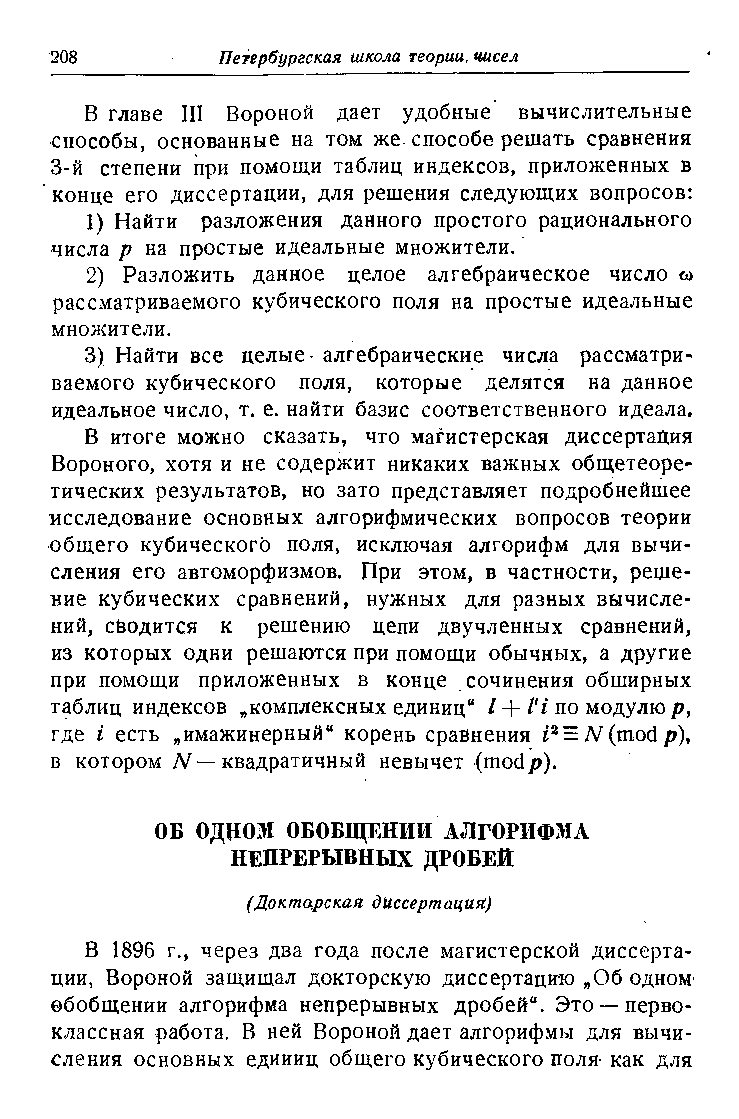 208 Петербургская школа теории чисел
В главе III Вороной дает удобные вычислительные
способы, основанные на том же способе решать сравнения
3-й степени при помощи таблиц индексов, приложенных в
конце его диссертации, для решения следующих вопросов:
1) Найти разложения данного простого рационального
числа p на простые идеальные множители.
2) Разложить данное целое алгебраическое число ω
рассматриваемого кубического поля на простые идеальные
множители.
3) Найти все целые алгебраические числа рассматри-
ваемого кубического поля, которые делятся на данное
идеальное число, т. е. найти базис соответственного идеала.
В итоге можно сказать, что магистерская диссертация
Вороного, хотя и не содержит никаких важных общетеоре-
тических результатов, но зато представляет подробнейшее
исследование основных алгорифмических вопросов теории
общего кубического поля, исключая алгорифм для вычи-
сления его автоморфизмов. При этом, в частности, реше-
ние кубических сравнений, нужных для разных вычисле-
ний, сводится к решению цепи двучленных сравнений,
из которых одни решаются при помощи обычных, а другие
при помощи приложенных в конце сочинения обширных
таблиц индексов „комплексных единиц“ l + l'i по модулю p,
где i есть „имажинерный“ корень сравнения i² ≡ N (mod p),
в котором N — квадратичный невычет (mod p).
ОБ ОДНОМ ОБОБЩЕНИИ АЛГОРИФМА
НЕПРЕРЫВНЫХ ДРОБЕЙ
(Докторская диссертация)
В 1896 г., через два года после магистерской диссерта-
ции, Вороной защищал докторскую диссертацию „Об одном
обобщении алгорифма непрерывных дробей“. Это — перво-
классная работа. В ней Вороной дает алгорифмы для вычи-
сления основных единиц общего кубического поля как для